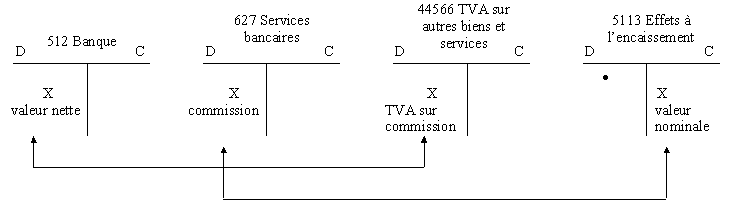 44566 TVA sur
5113 Effets à
627 Services
autres biens et
l'encaissement
512 Banque
bancaires
services
D C D C D C D C
X X X X
valeur nette commission TVA sur valeur
commission nominale